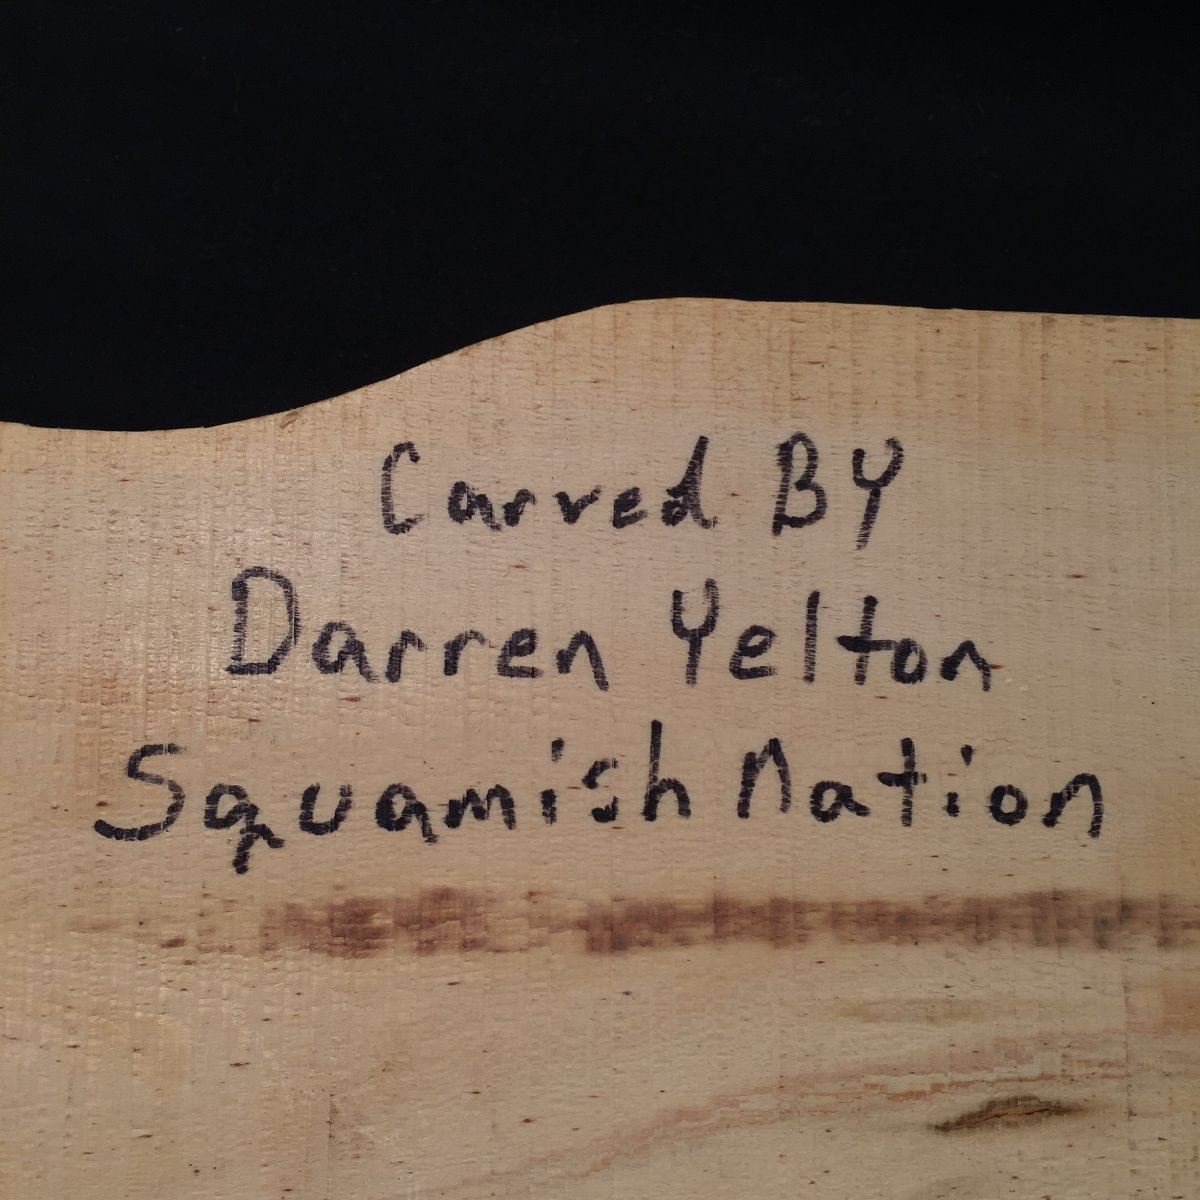 Carved BY
Darren Yelton
Squamish Nation